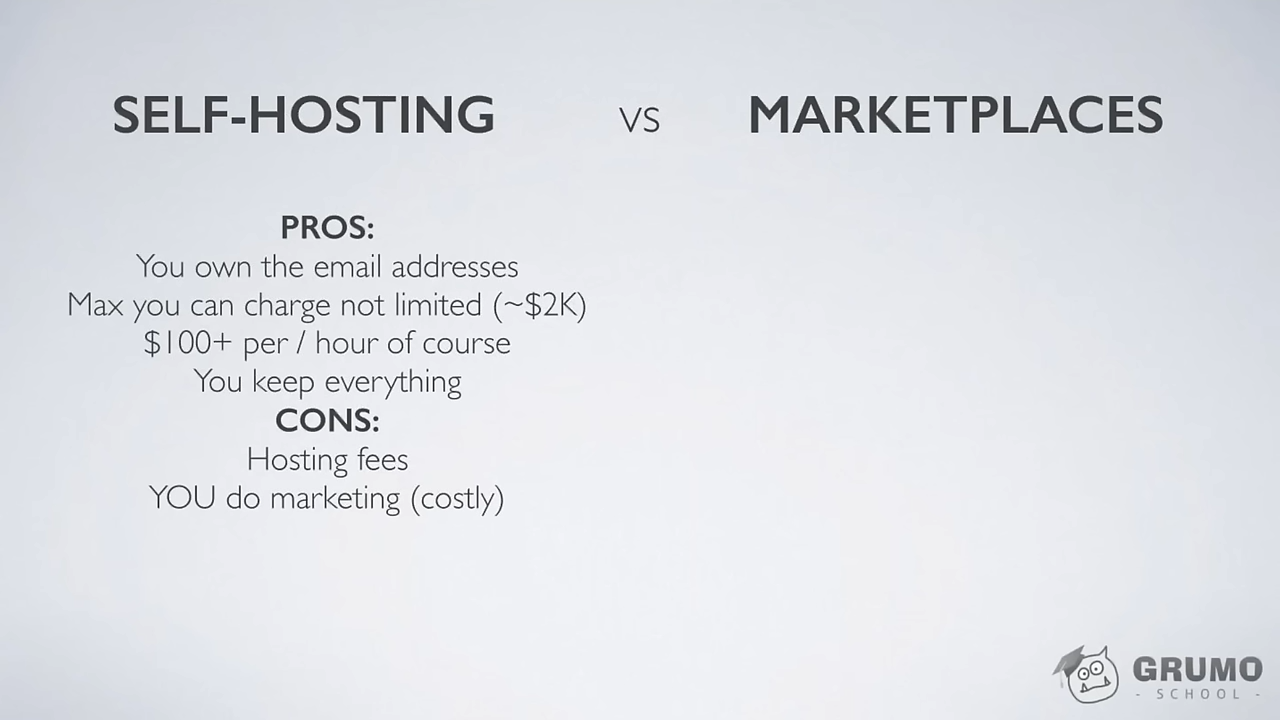 SELF-HOSTING VS MARKETPLACES
PROS:
You own the email addresses
Max you can charge not limited (~$2K)
$100+ per / hour of course
You keep everything
CONS:
Hosting fees
YOU do marketing (costly)
GRUMO
- SCHOOL -